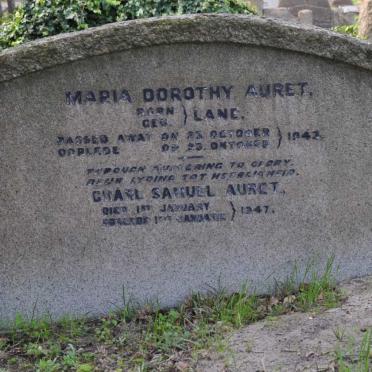 MARIA DOROTHY AURET.
BORN } LANE.
GEB.
PASSED AWAY ON 23. OCTOBER } 1942.
OORLEDE OP 23. OKTOBER
THROUGH SUFFERING TO GLORY.
DEUR LYDING TOT HEERLIKHEID.
CHARL SAMUEL AURET.
DIED 1ST JANUARY } 1947.
OORLEDE 1STE JANUARIE